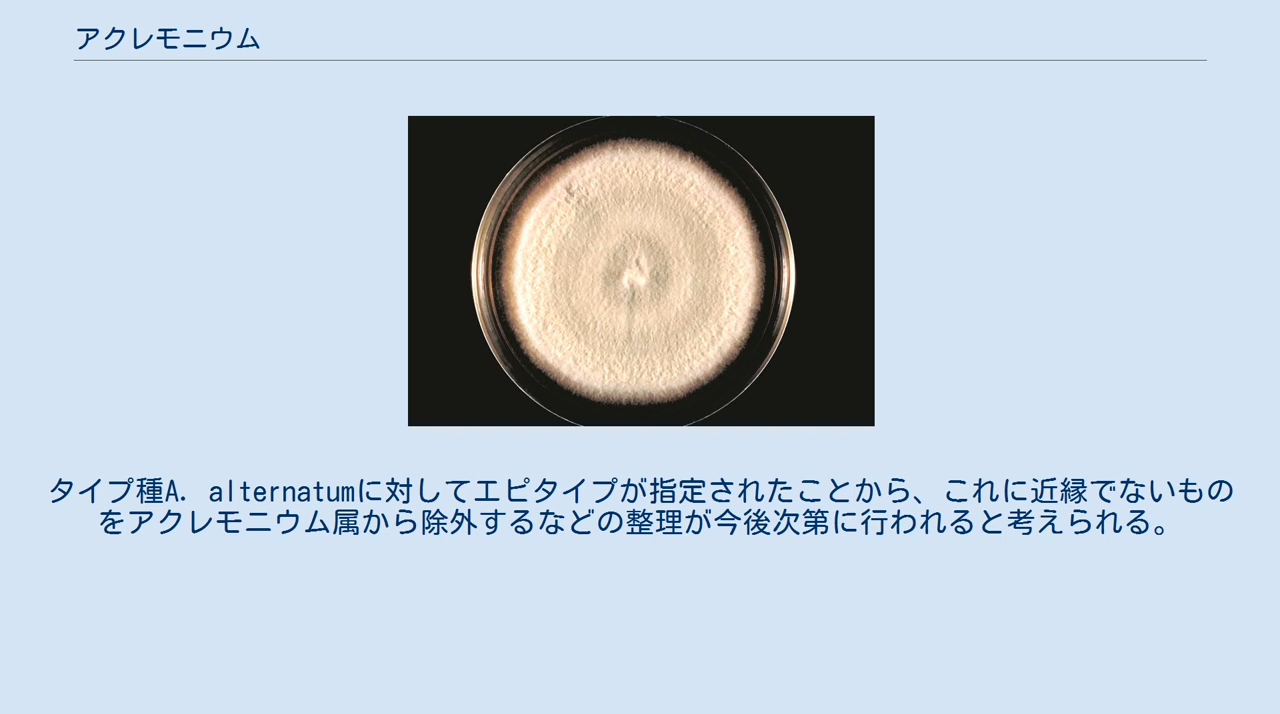 アクレモニウム
タイプ種A. alternatumに対してエピタイプが指定されたことから、これに近縁でないもの
をアクレモニウム属から除外するなどの整理が今後次第に行われると考えられる。